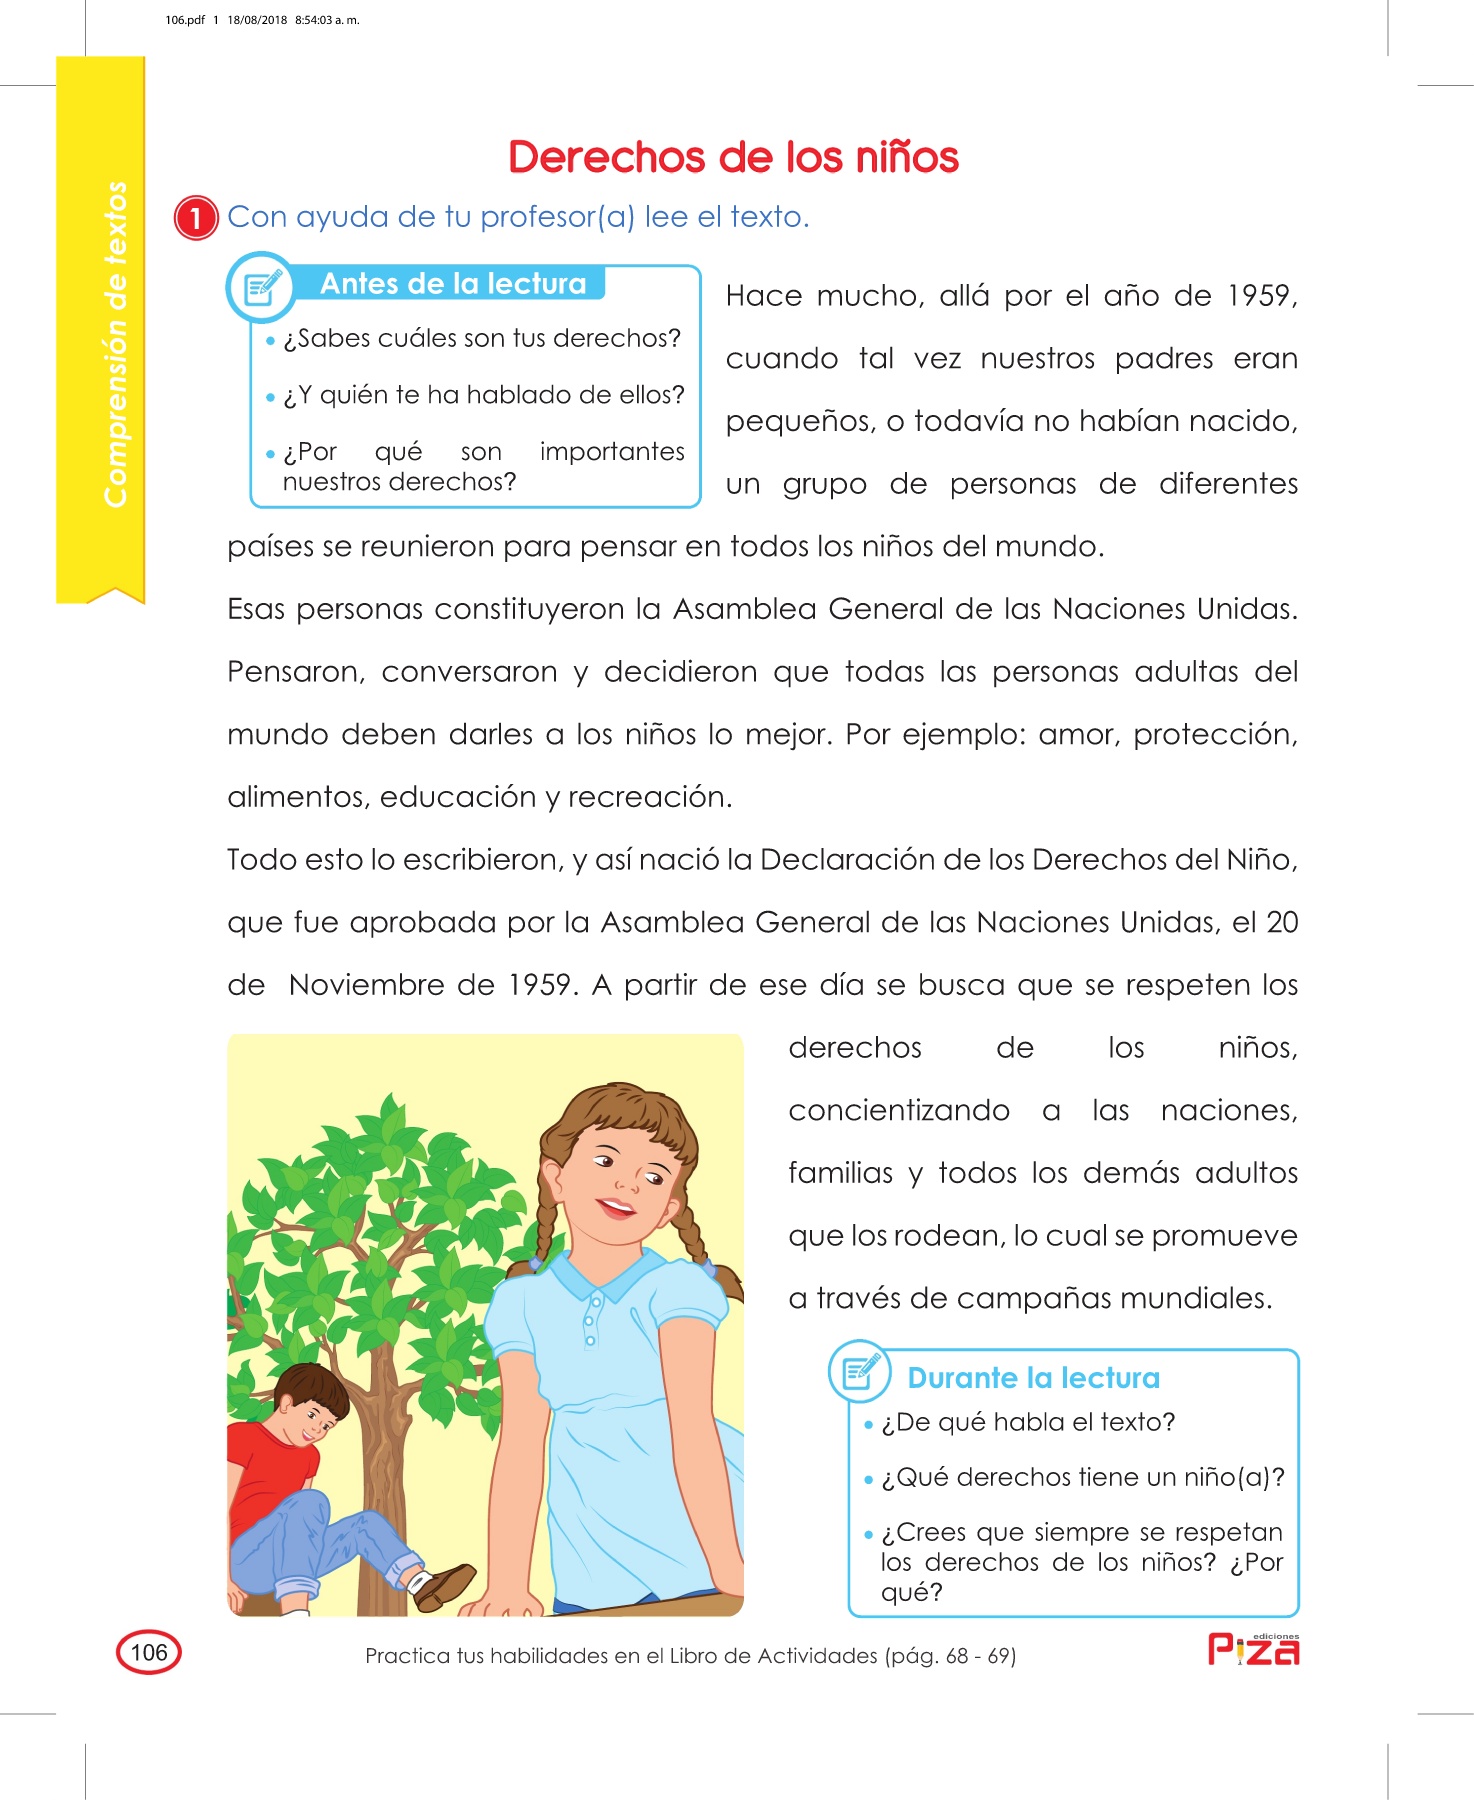 106.pdf 1 18/08/2018 8:54:03 a. m.
Comprensión de textos
Derechos de los niños
1 Con ayuda de tu profesor(a) lee el texto.
Antes de la lectura
• ¿Sabes cuáles son tus derechos?
• ¿Y quién te ha hablado de ellos?
• ¿Por qué son importantes
nuestros derechos?
Hace mucho, allá por el año de 1959,
cuando tal vez nuestros padres eran
pequeños, o todavía no habían nacido,
un grupo de personas de diferentes
países se reunieron para pensar en todos los niños del mundo.
Esas personas constituyeron la Asamblea General de las Naciones Unidas.
Pensaron, conversaron y decidieron que todas las personas adultas del
mundo deben darles a los niños lo mejor. Por ejemplo: amor, protección,
alimentos, educación y recreación.
Todo esto lo escribieron, y así nació la Declaración de los Derechos del Niño,
que fue aprobada por la Asamblea General de las Naciones Unidas, el 20
de Noviembre de 1959. A partir de ese día se busca que se respeten los
derechos de los niños,
concientizando a las naciones,
familias y todos los demás adultos
que los rodean, lo cual se promueve
a través de campañas mundiales.
Durante la lectura
• ¿De qué habla el texto?
• ¿Qué derechos tiene un niño(a)?
• ¿Crees que siempre se respetan
los derechos de los niños? ¿Por
qué?
106
Practica tus habilidades en el Libro de Actividades (pág. 68 - 69)
ediciones
Piza